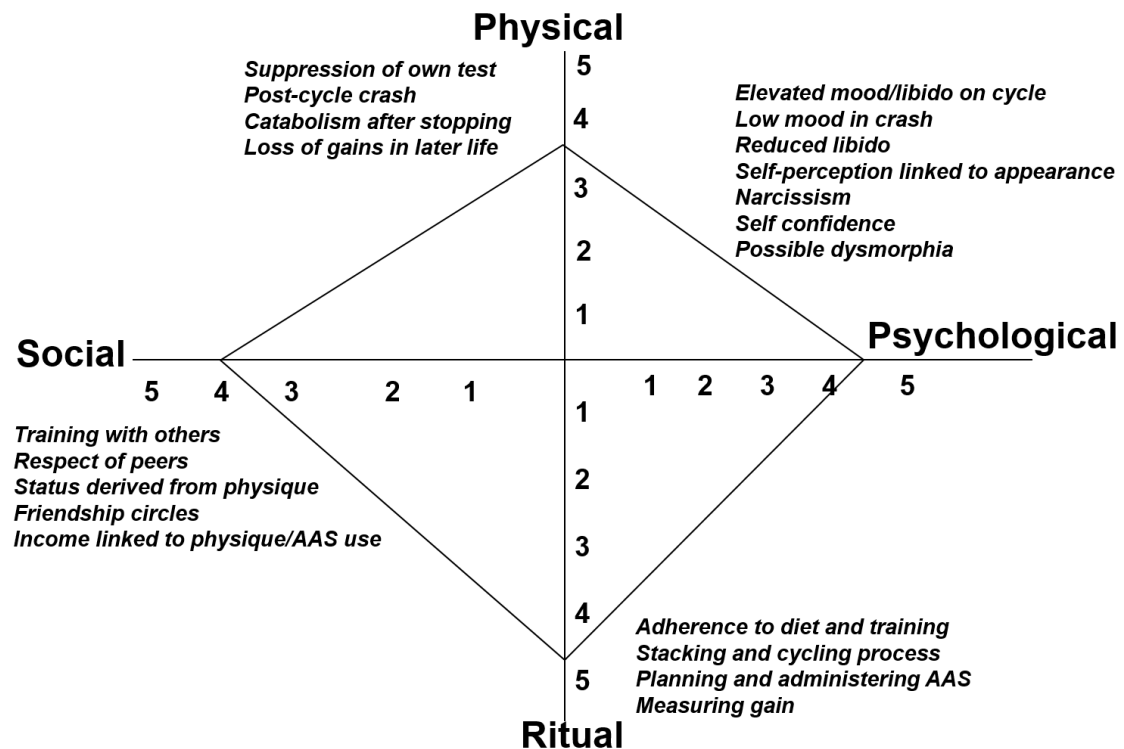 Physical
Suppression of own test
Post-cycle crash
Catabolism after stopping
Loss of gains in later life
5
4
3
2
1
Elevated mood/libido on cycle
Low mood in crash
Reduced libido
Self-perception linked to appearance
Narcissism
Self confidence
Possible dysmorphia
Social
Psychological
5 4 3 2 1
1 2 3 4 5
Training with others
Respect of peers
Status derived from physique
Friendship circles
Income linked to physique/AAS use
1
2
3
4
5
Adherence to diet and training
Stacking and cycling process
Planning and administering AAS
Measuring gain
Ritual